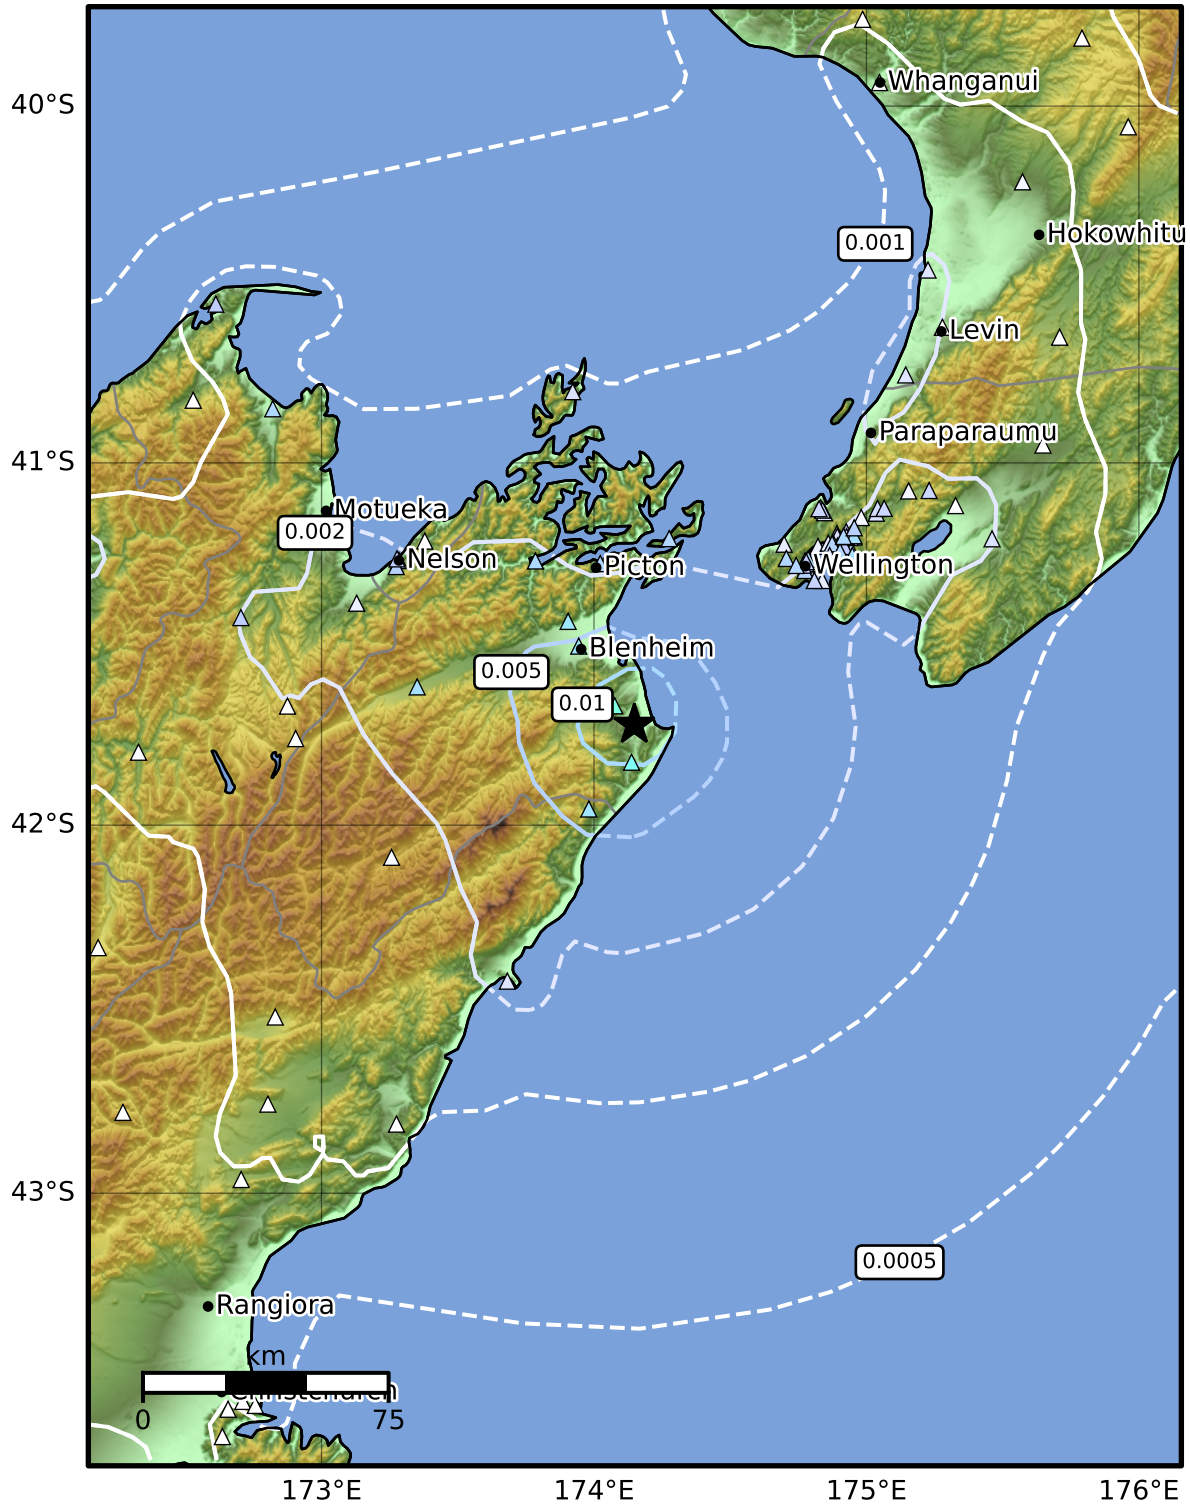 40°S
Whanganui
0.001
Hokowhitu
Levin
Paraparaumu
41°S
Motueka
0.002
Nelson
Picton
Wellington
Blenheim
0.005
0.01
42°S
43°S
0.0005
Rangiora
km
Christchurch
0
75
173°E
174°E
175°E
176°E